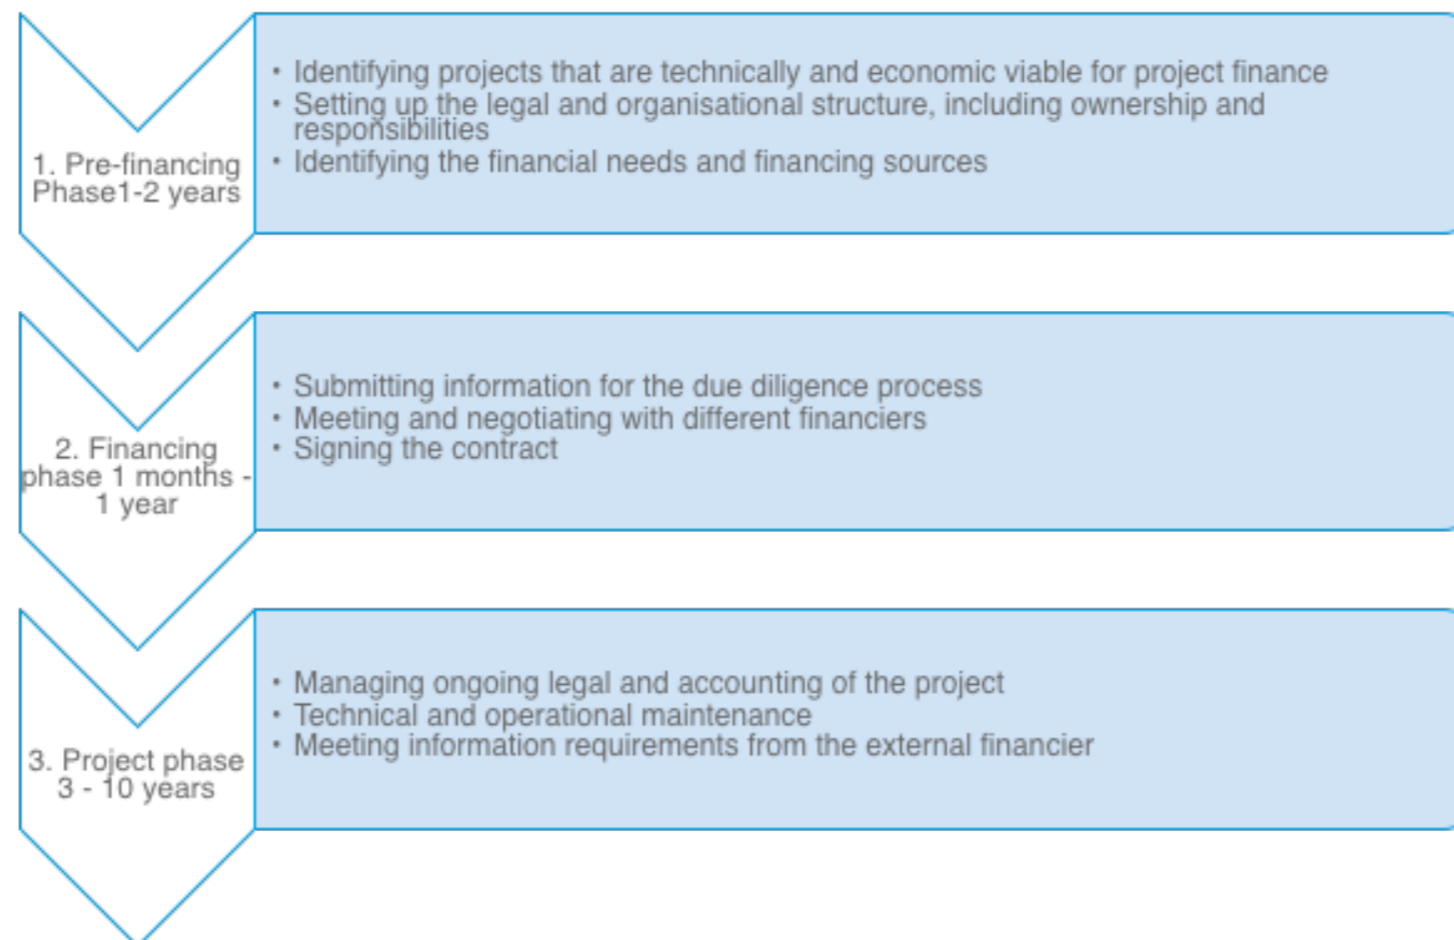 1. Pre-financing
Phase1-2 years
• Identifying projects that are technically and economic viable for project finance
• Setting up the legal and organisational structure, including ownership and
responsibilities
• Identifying the financial needs and financing sources
2. Financing
phase 1 months -
1 year
• Submitting information for the due diligence process
• Meeting and negotiating with different financiers
• Signing the contract
3. Project phase
3 - 10 years
• Managing ongoing legal and accounting of the project
• Technical and operational maintenance
• Meeting information requirements from the external financier